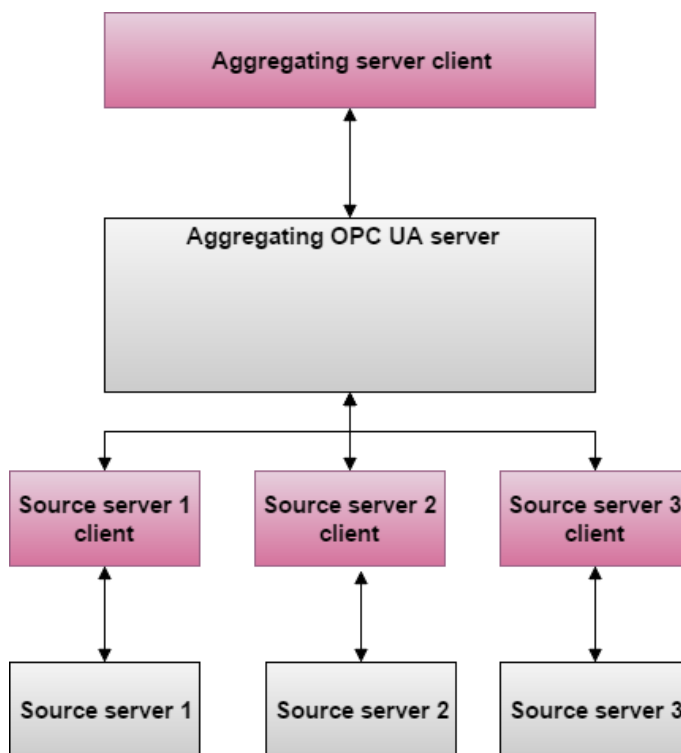 Aggregating server client
Aggregating OPC UA server
Source server 1
client
Source server 2
client
Source server 3
client
Source server 1
Source server 2
Source server 3